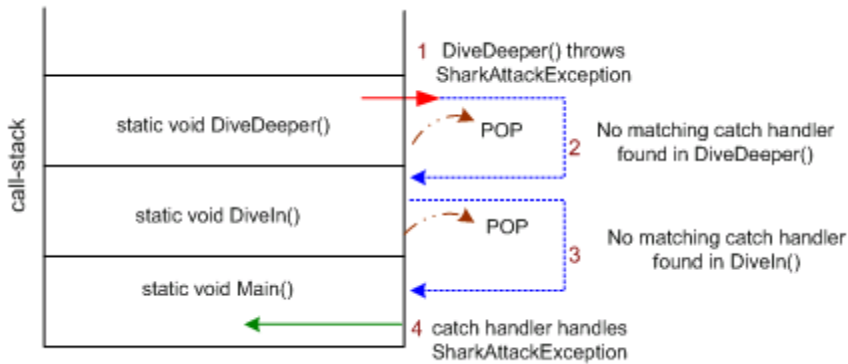 1 DiveDeeper() throws
SharkAttackException
call-stack
static void DiveDeeper()
POP
2
No matching catch handler
found in DiveDeeper()
static void DiveIn()
POP
3
No matching catch handler
found in DiveIn()
static void Main()
4 catch handler handles
SharkAttackException